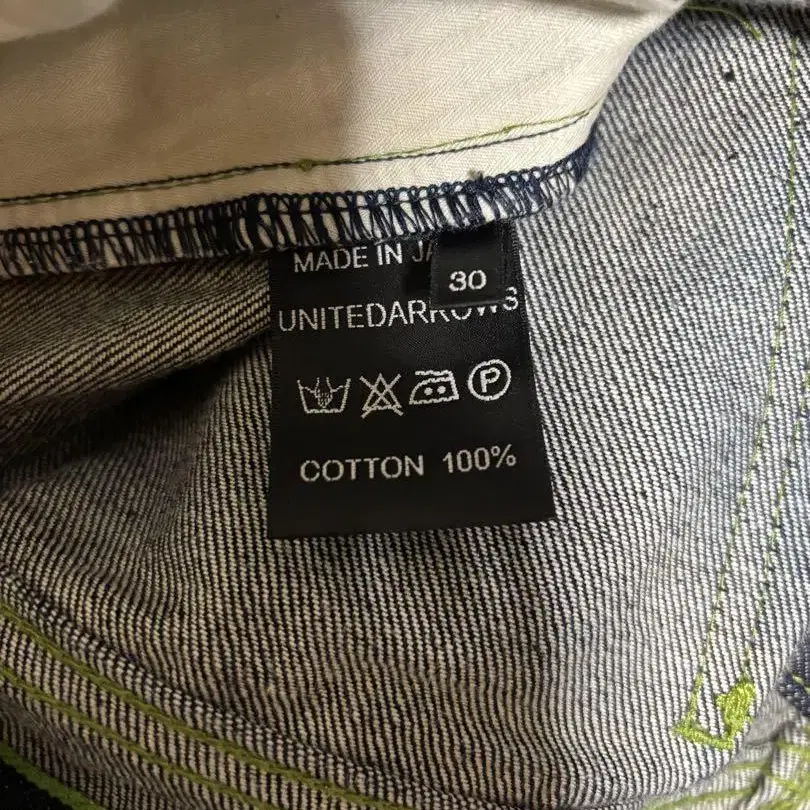 MADE IN JA
30
UNITEDARROWS
P
COTTON 100%